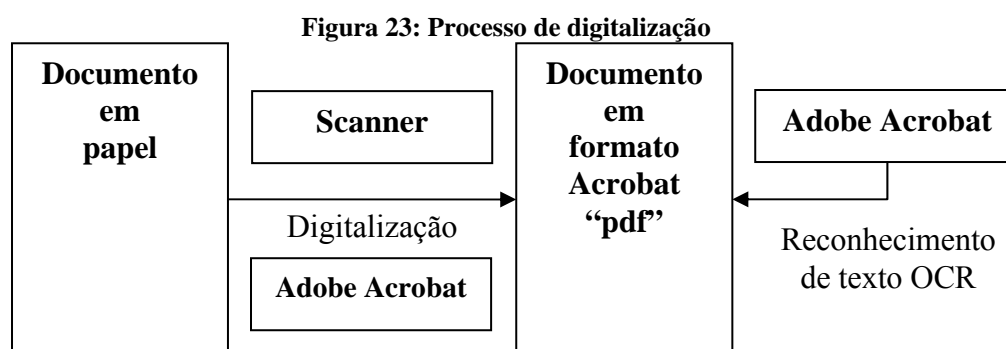 Figura 23: Processo de digitalização
Documento
em
papel
Scanner
Digitalização
Adobe Acrobat
Documento
em
formato
Acrobat
“pdf”
Adobe Acrobat
Reconhecimento
de texto OCR